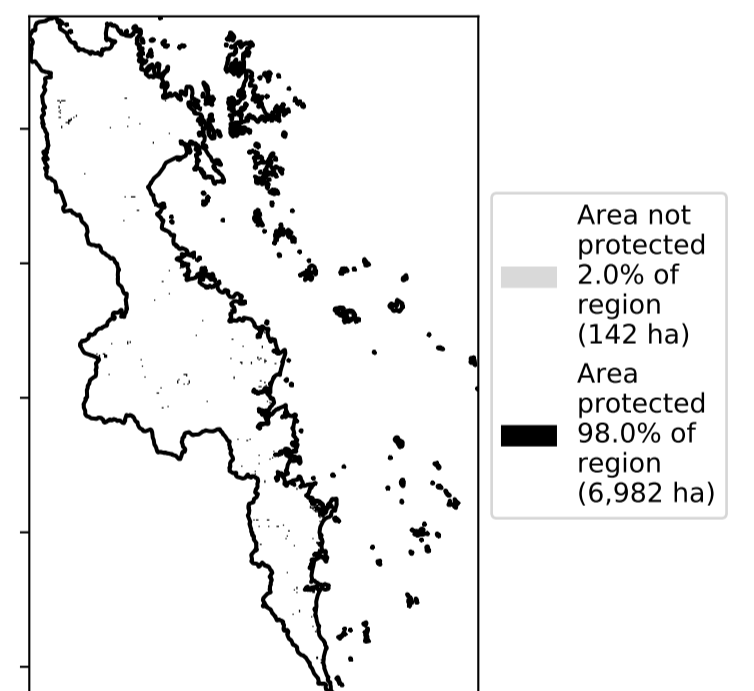 Area not
protected
2.0% of
region
(142 ha)
Area
protected
98.0% of
region
(6,982 ha)